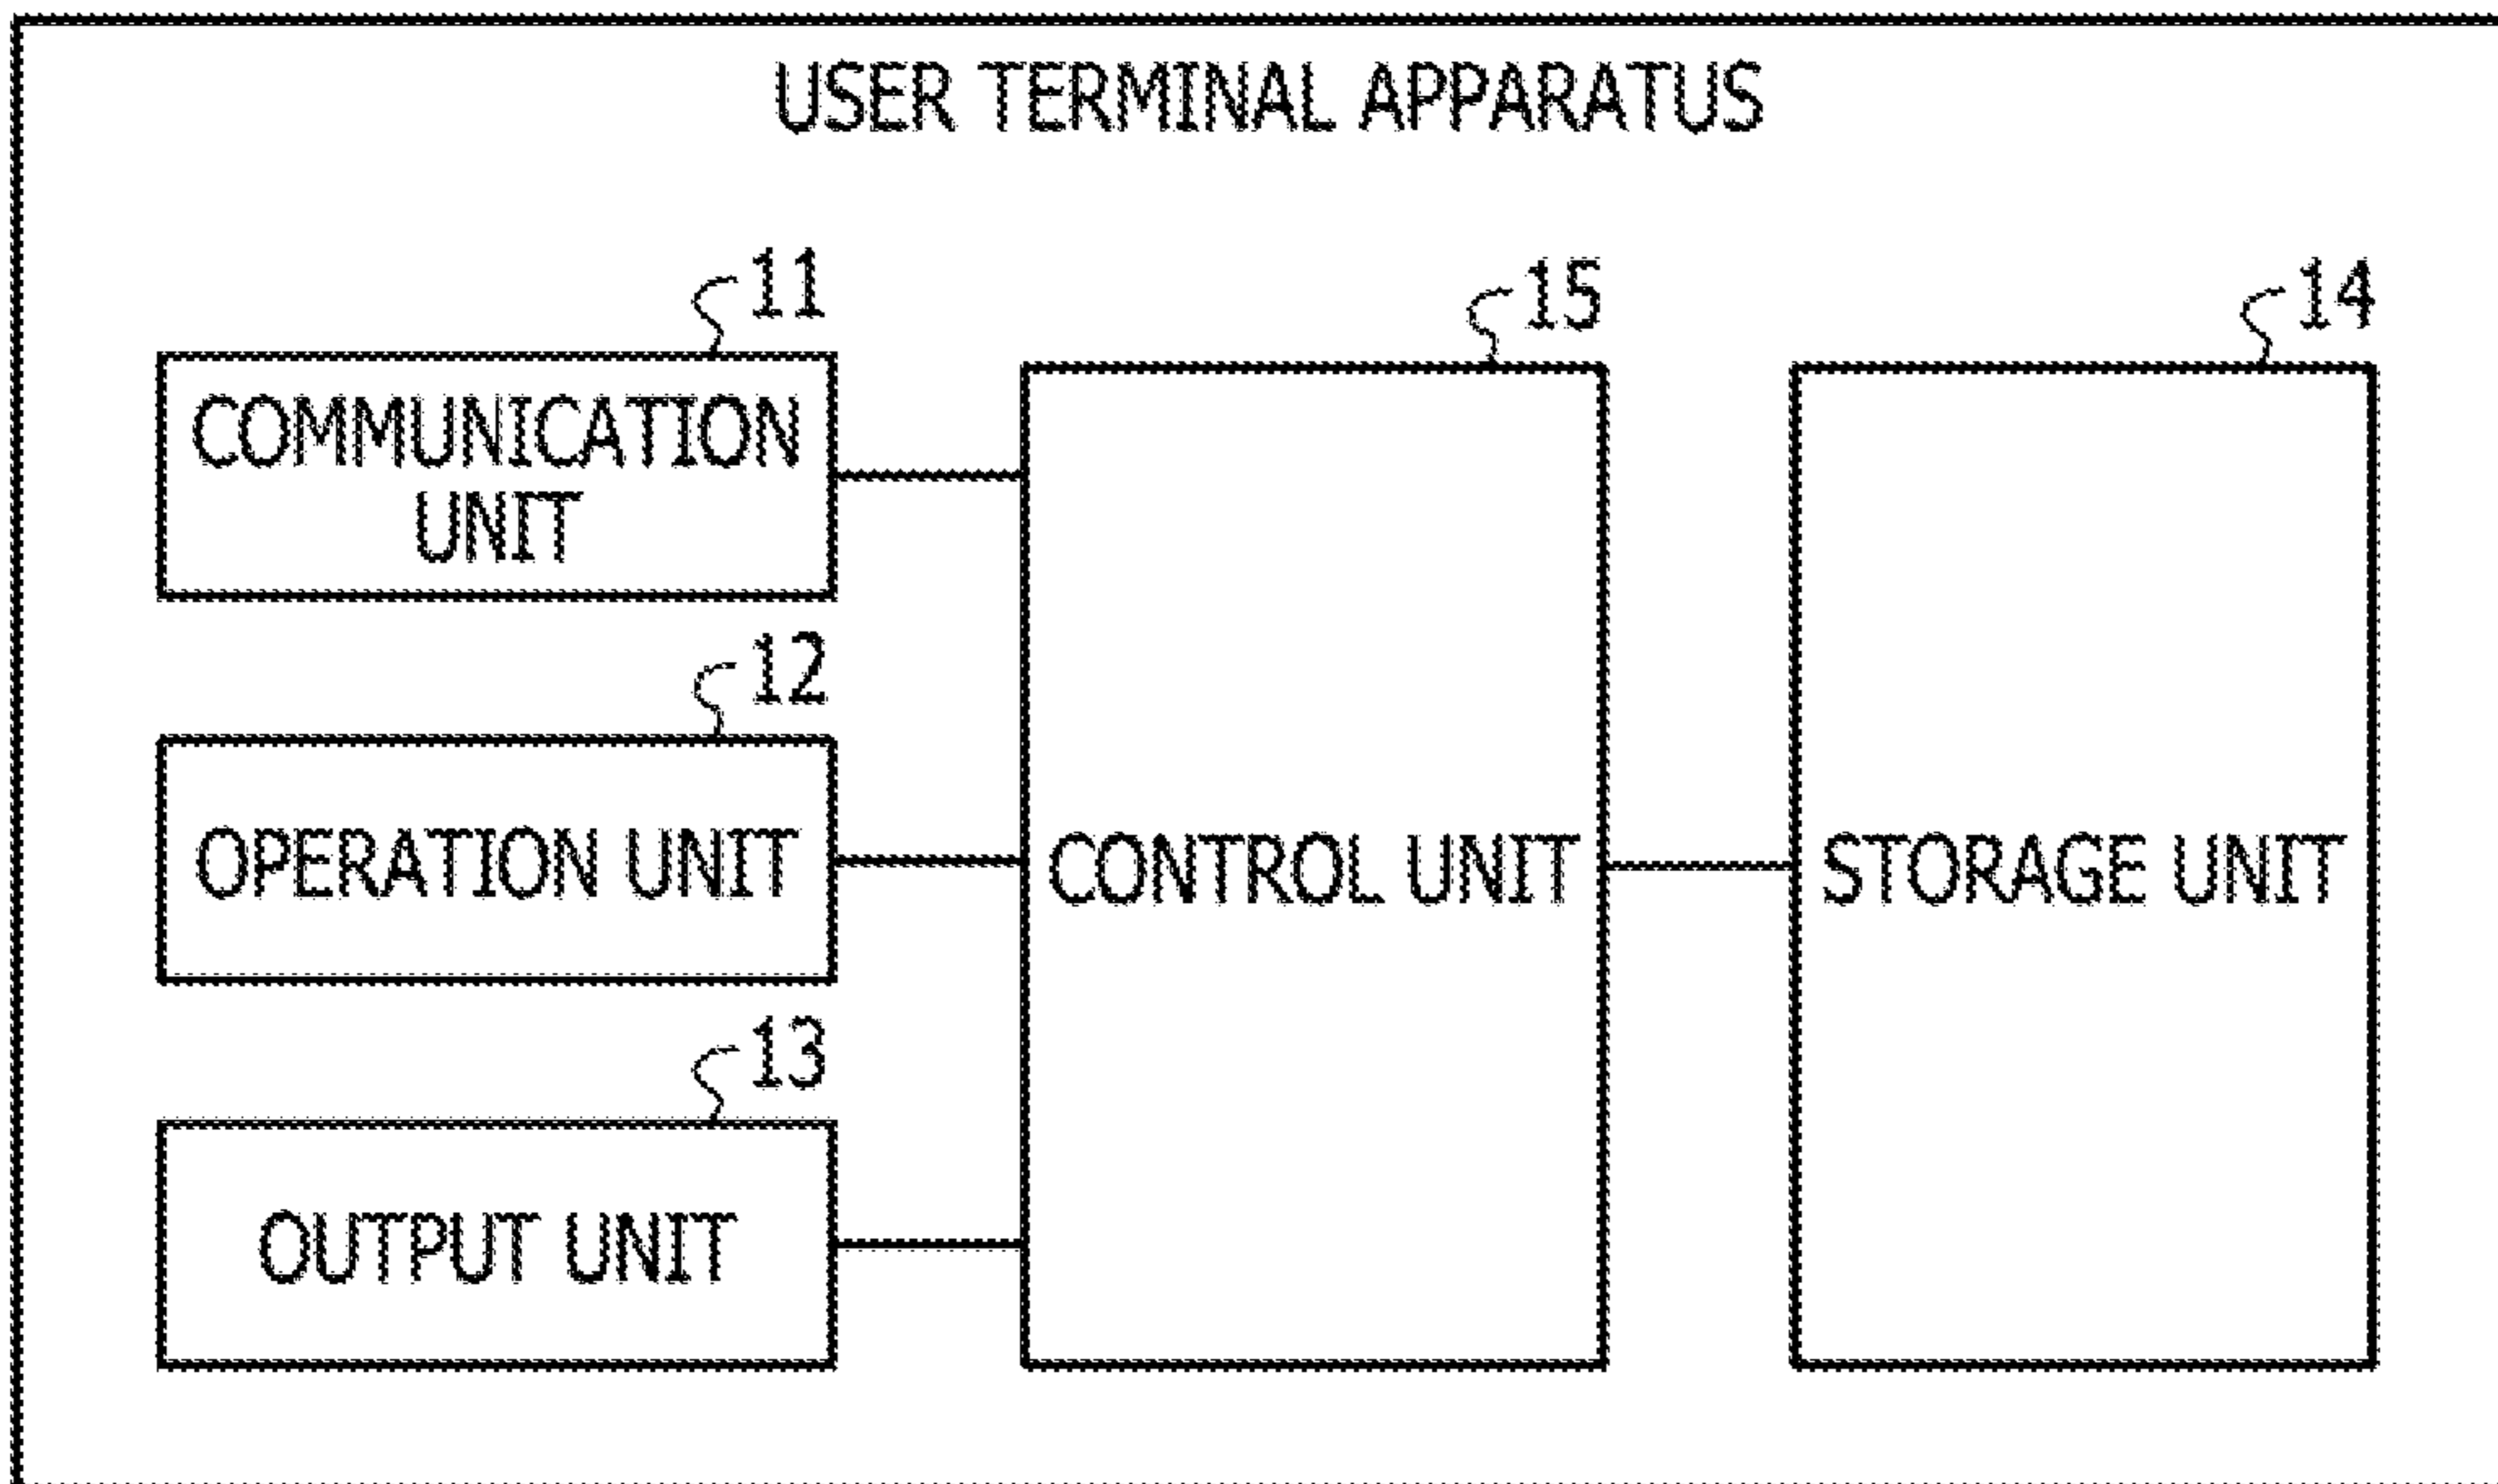 USER TERMINAL APPARATUS
11
COMMUNICATION
UNIT
12
OPERATION UNIT
13
OUTPUT UNIT
15
CONTROL UNIT
14
STORAGE UNIT